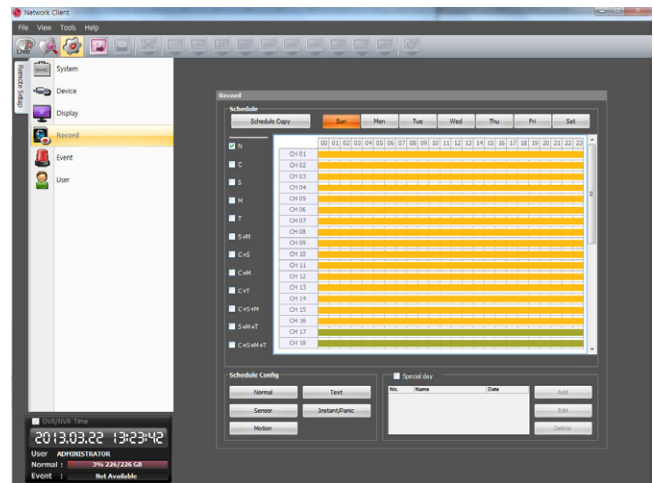 Network Client
File View Tools Help
Live
Remote Setup
System
Device
Display
Record
Event
User
Record
Schedule
Schedule Copy Sun Mon Tue Wed Thu Fri Sat
00 01 02 03 04 05 06 07 08 09 10 11 12 13 14 15 16 17 18 19 20 21 22 23
N
C
S
M
T
S+M
C+S
C+M
C+T
C+S+M
S+M+T
C+S+M+T
CH 01
CH 02
CH 03
CH 04
CH 05
CH 06
CH 07
CH 08
CH 09
CH 10
CH 11
CH 12
CH 13
CH 14
CH 15
CH 16
CH 17
CH 18
Schedule Config
Normal Text
Sensor Instant/Panic
Motion
Special day
No. Name Date
Add
Edit
Delete
DVR/NVR Time
2013.03.22 13:23:42
User ADMINISTRATOR
Normal : 3% 226/226 GB
Event : Not Available